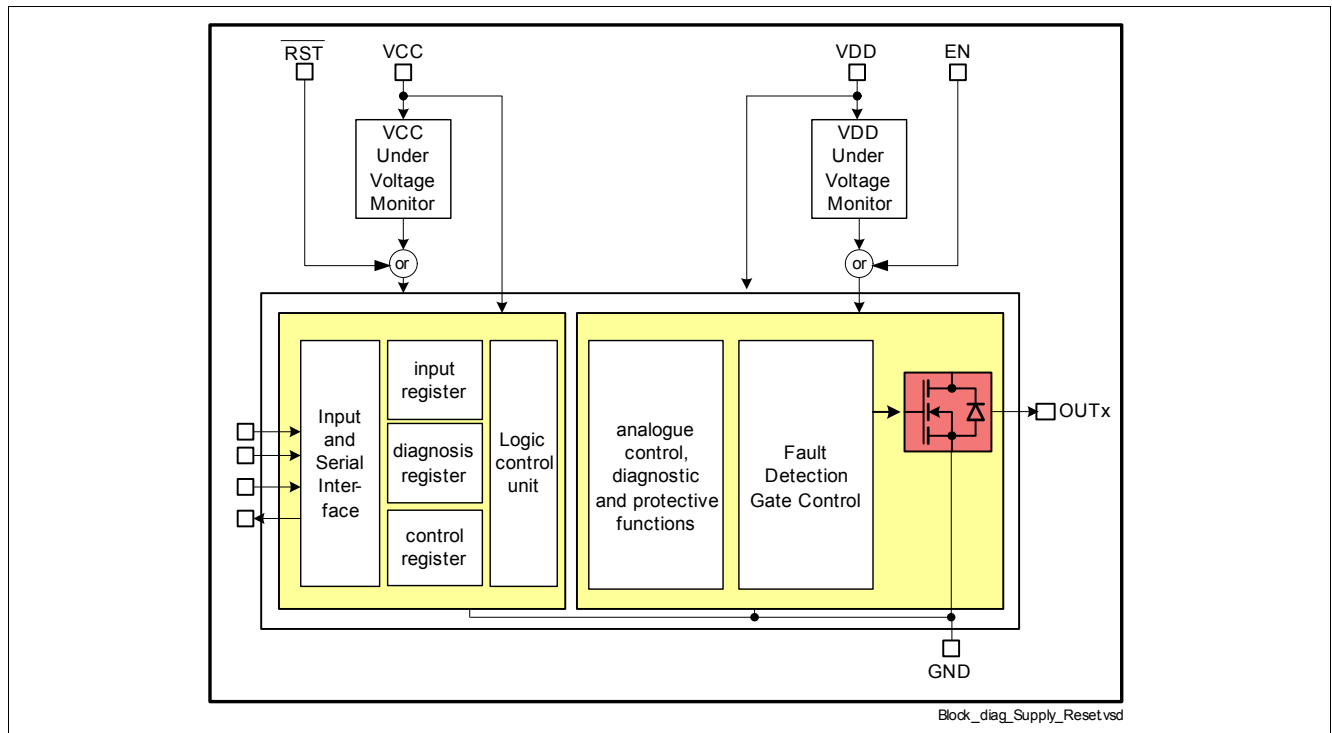 RST
VCC
VDD
EN
VCC
Under
Voltage
Monitor
VDD
Under
Voltage
Monitor
or
or
Input
and
Serial
Inter-
face
input
register
diagnosis
register
control
register
Logic
control
unit
analogue
control,
diagnostic
and protective
functions
Fault
Detection
Gate Control
OUTx
GND
Block_diag_Supply_Reset.vsd